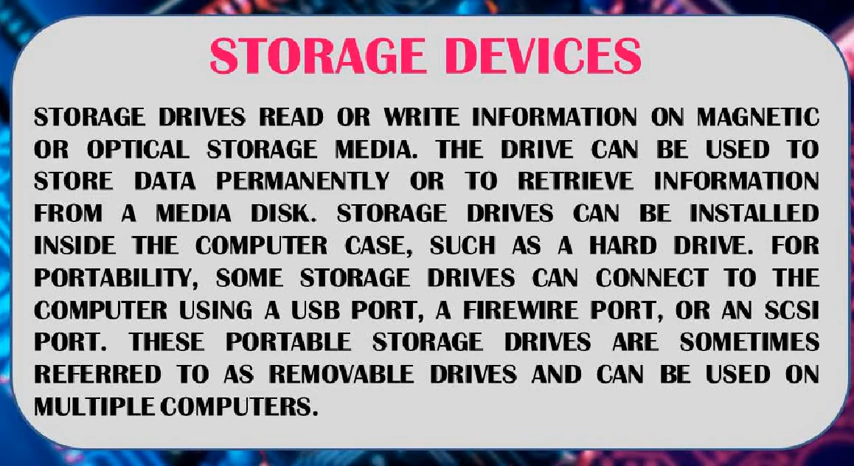 STORAGE DEVICES
STORAGE DRIVES READ OR WRITE INFORMATION ON MAGNETIC
OR OPTICAL STORAGE MEDIA. THE DRIVE CAN BE USED TO
STORE DATA PERMANENTLY OR TO RETRIEVE INFORMATION
FROM A MEDIA DISK. STORAGE DRIVES CAN BE INSTALLED
INSIDE THE COMPUTER CASE, SUCH AS A HARD DRIVE. FOR
PORTABILITY, SOME STORAGE DRIVES CAN CONNECT TO THE
COMPUTER USING A USB PORT, A FIREWIRE PORT, OR AN SCSI
PORT. THESE PORTABLE STORAGE DRIVES ARE SOMETIMES
REFERRED TO AS REMOVABLE DRIVES AND CAN BE USED ON
MULTIPLE COMPUTERS.